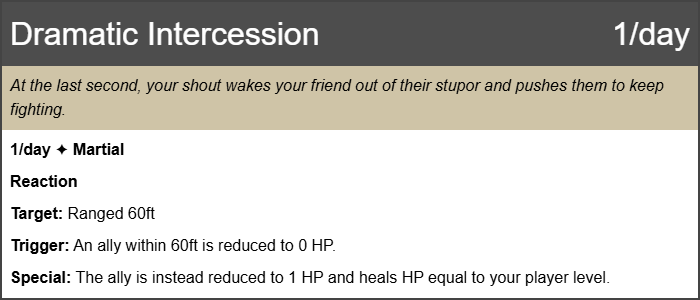 Dramatic Intercession 1/day
At the last second, your shout wakes your friend out of their stupor and pushes them to keep
fighting.
1/day ✦ Martial
Reaction
Target: Ranged 60ft
Trigger: An ally within 60ft is reduced to 0 HP.
Special: The ally is instead reduced to 1 HP and heals HP equal to your player level.